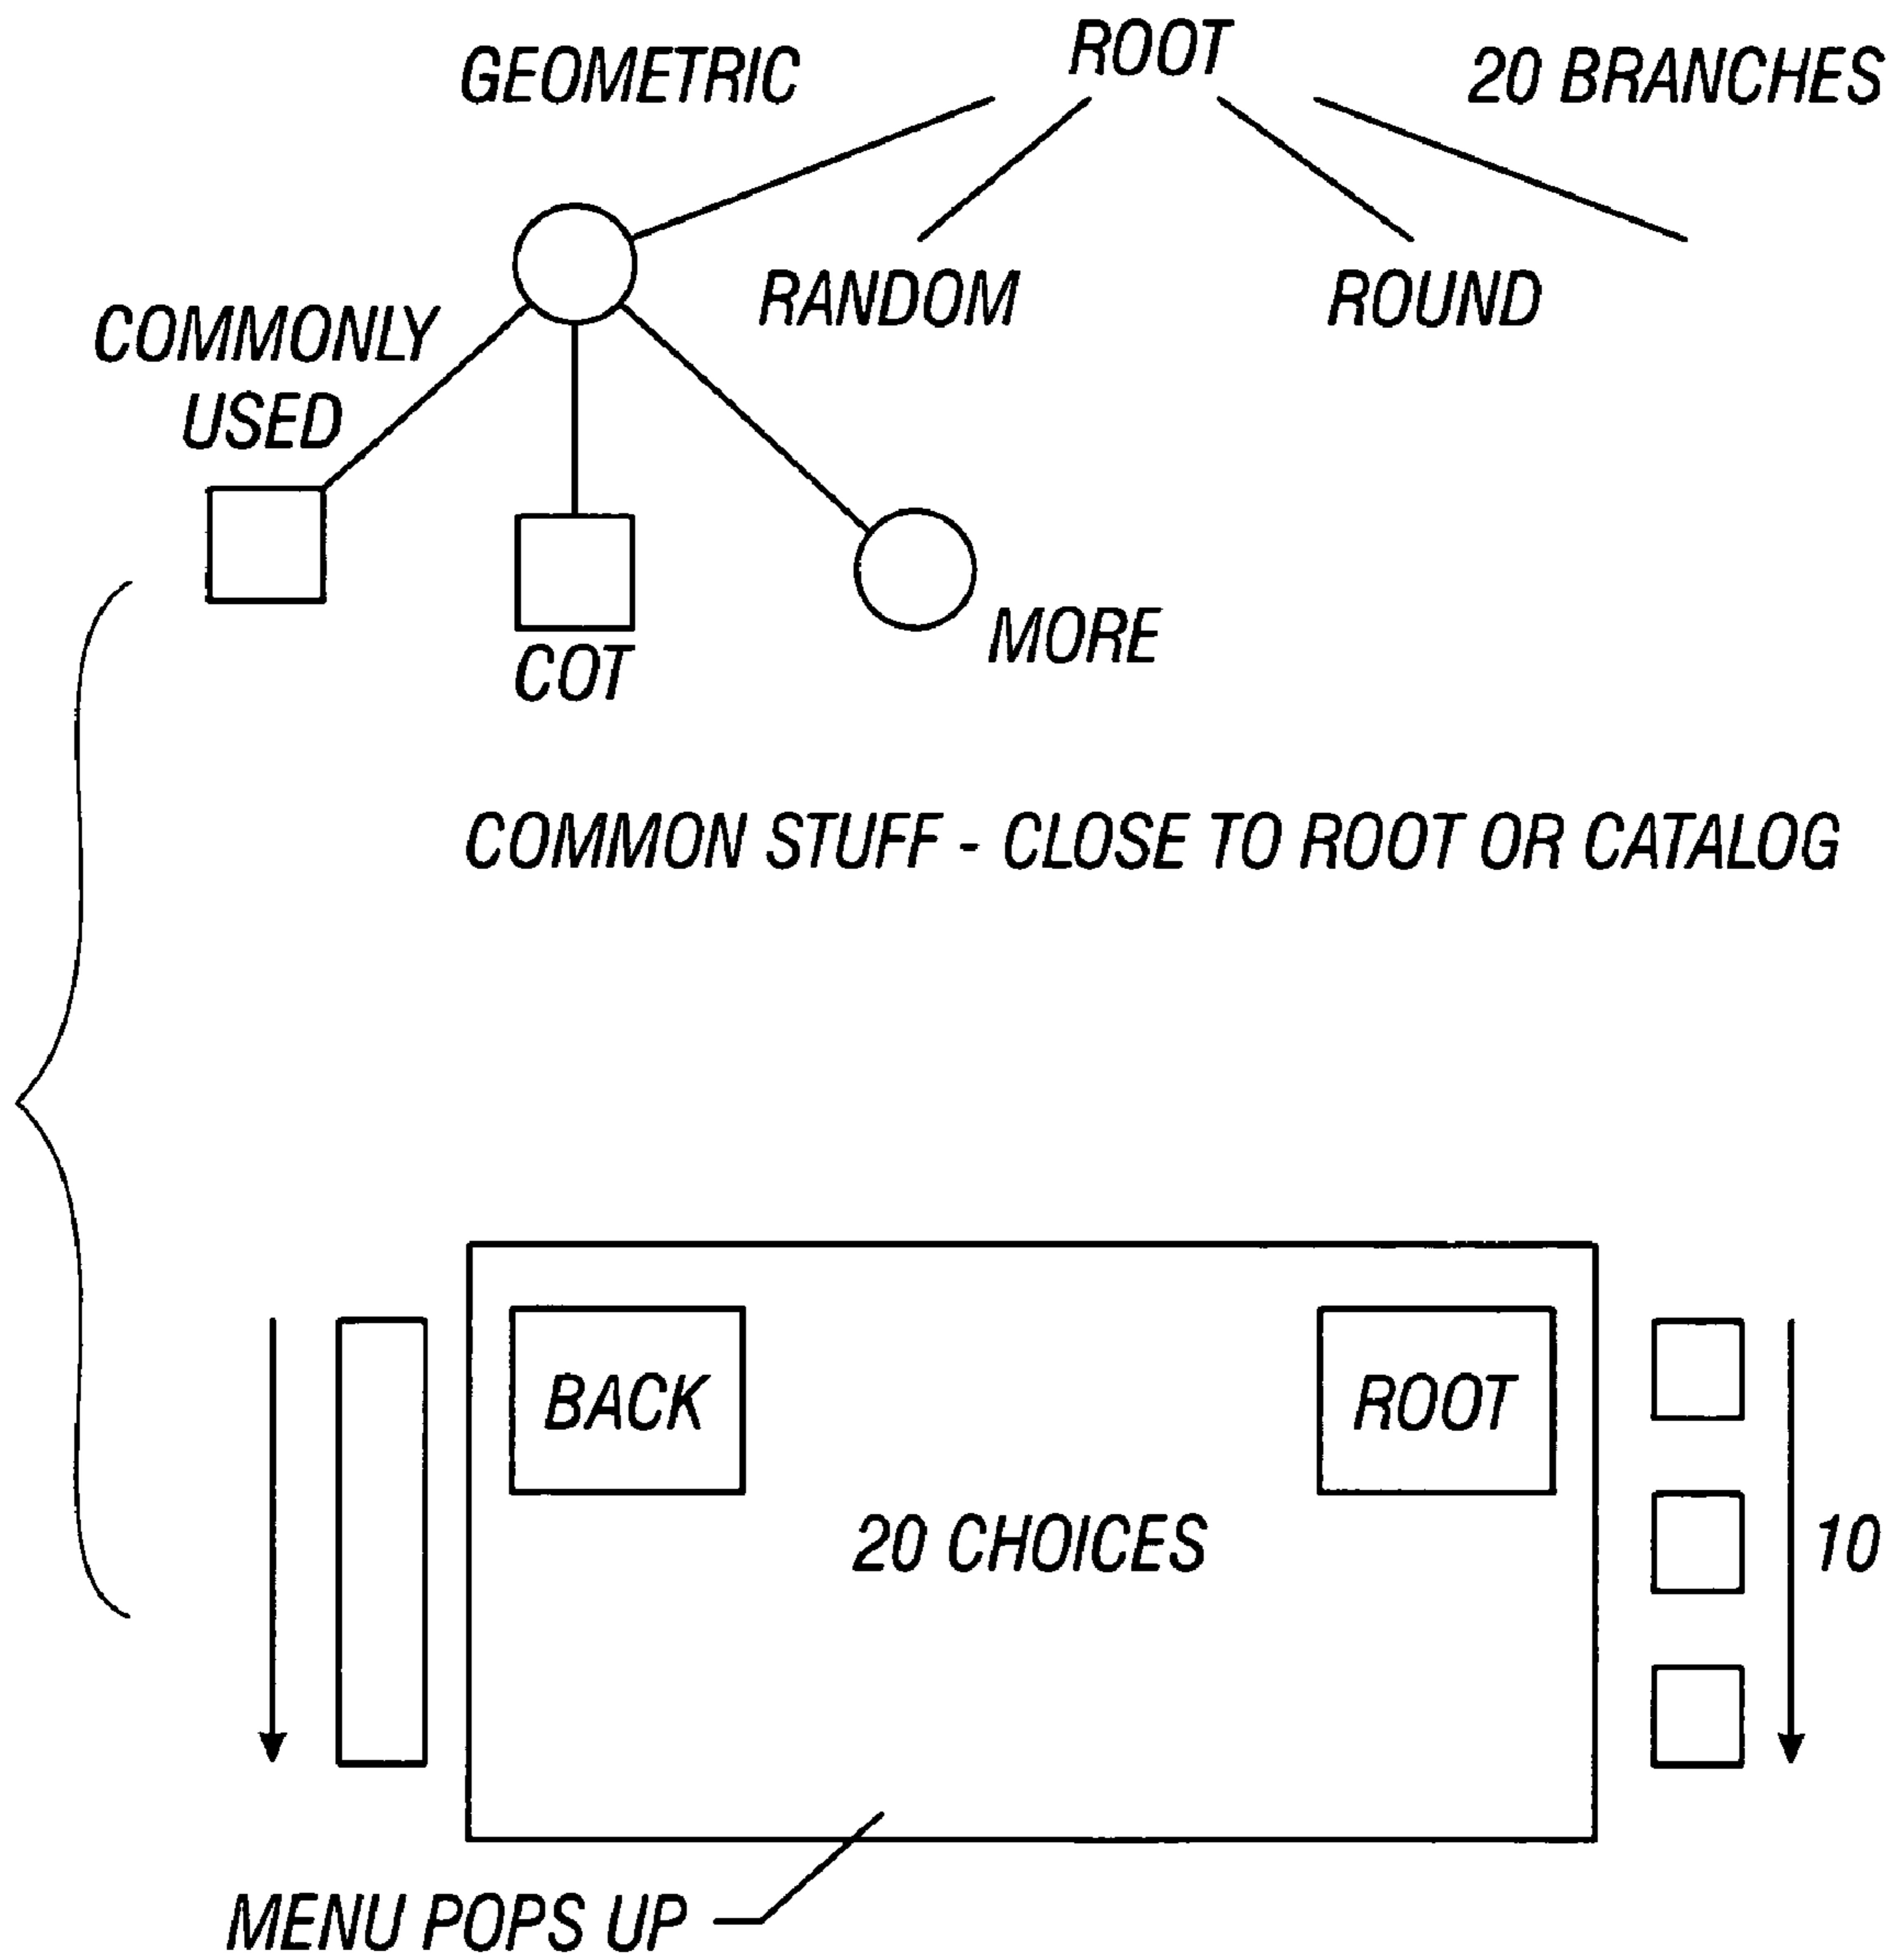 ROOT
GEOMETRIC
20 BRANCHES
RANDOM
ROUND
COMMONLY
USED
COT
MORE
COMMON STUFF - CLOSE TO ROOT OR CATALOG
BACK
ROOT
20 CHOICES
10
MENU POPS UP